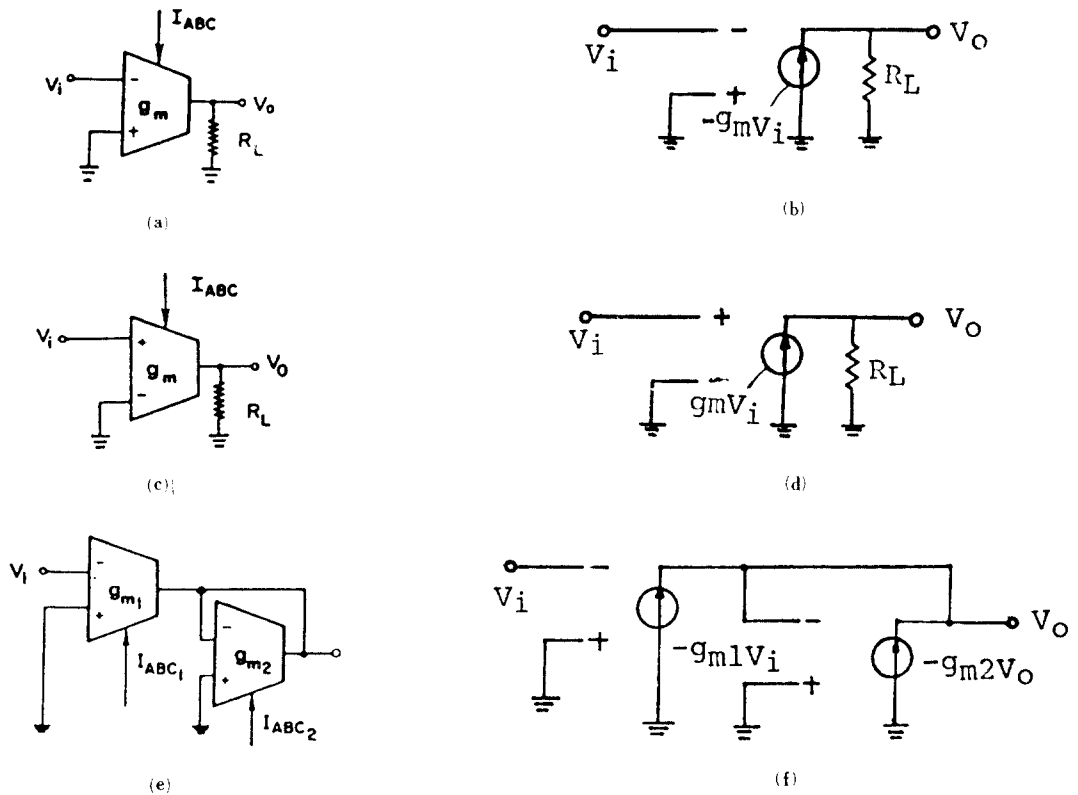 I_ABC
V_i
-
g_m
+
V_o
R_L
(a)
V_i
-
+
-g_mV_i
V_o
R_L
(b)
I_ABC
V_i
+
g_m
-
V_O
R_L
(c)
V_i
+
-
g_mV_i
V_O
R_L
(d)
V_i
-
g_m1
+
I_ABC1
-
g_m2
+
I_ABC2
(e)
V_i
-
+
-g_m1V_i
-
+
V_O
-g_m2V_O
(f)